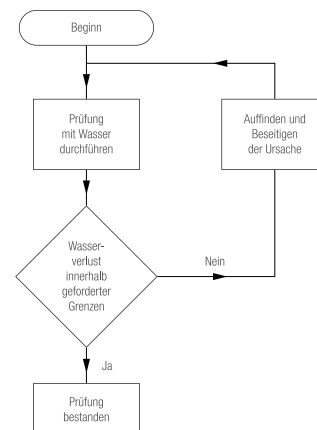 Beginn
Prüfung
mit Wasser
durchführen
Auffinden und
Beseitigen
der Ursache
Wasser-
verlust
innerhalb
geforderter
Grenzen
Nein
Ja
Prüfung
bestanden